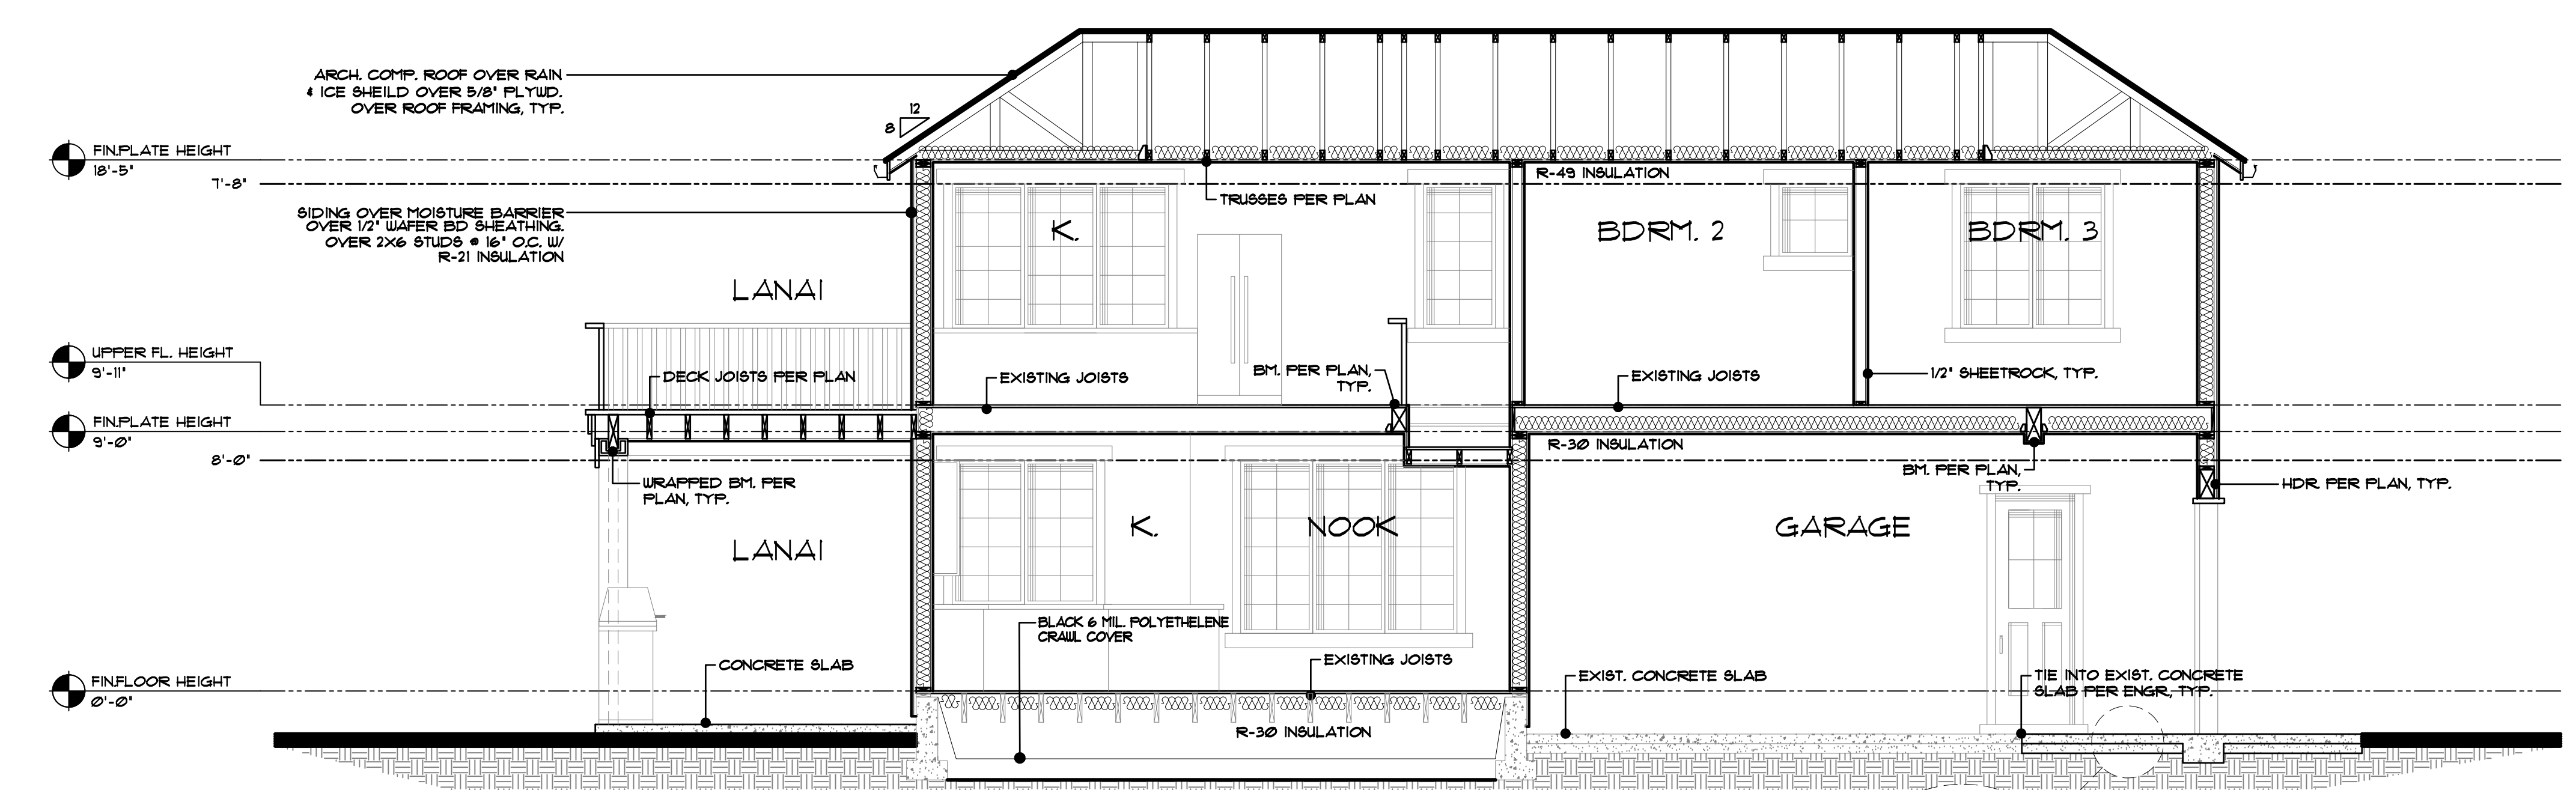 ARCH. COMP. ROOF OVER RAIN
& ICE SHEILD OVER 5/8" PLYWD.
OVER ROOF FRAMING, TYP.
12
8
FIN.PLATE HEIGHT
18'-5"
7'-8"
R-49 INSULATION
TRUSSES PER PLAN
SIDING OVER MOISTURE BARRIER
OVER 1/2" WAFER BD SHEATHING.
OVER 2X6 STUDS @ 16" O.C. W/
R-21 INSULATION
K.
BDRM. 2
BDRM. 3
LANAI
UPPER FL. HEIGHT
9'-11"
DECK JOISTS PER PLAN
EXISTING JOISTS
BM. PER PLAN,
TYP.
EXISTING JOISTS
1/2" SHEETROCK, TYP.
FIN.PLATE HEIGHT
9'-0"
8'-0"
R-30 INSULATION
BM. PER PLAN,
TYP.
HDR. PER PLAN, TYP.
WRAPPED BM. PER
PLAN, TYP.
LANAI
K.
NOOK
GARAGE
BLACK 6 MIL. POLYETHELENE
CRAWL COVER
CONCRETE SLAB
EXISTING JOISTS
EXIST. CONCRETE SLAB
TIE INTO EXIST. CONCRETE
SLAB PER ENGR., TYP.
FIN.FLOOR HEIGHT
0'-0"
R-30 INSULATION